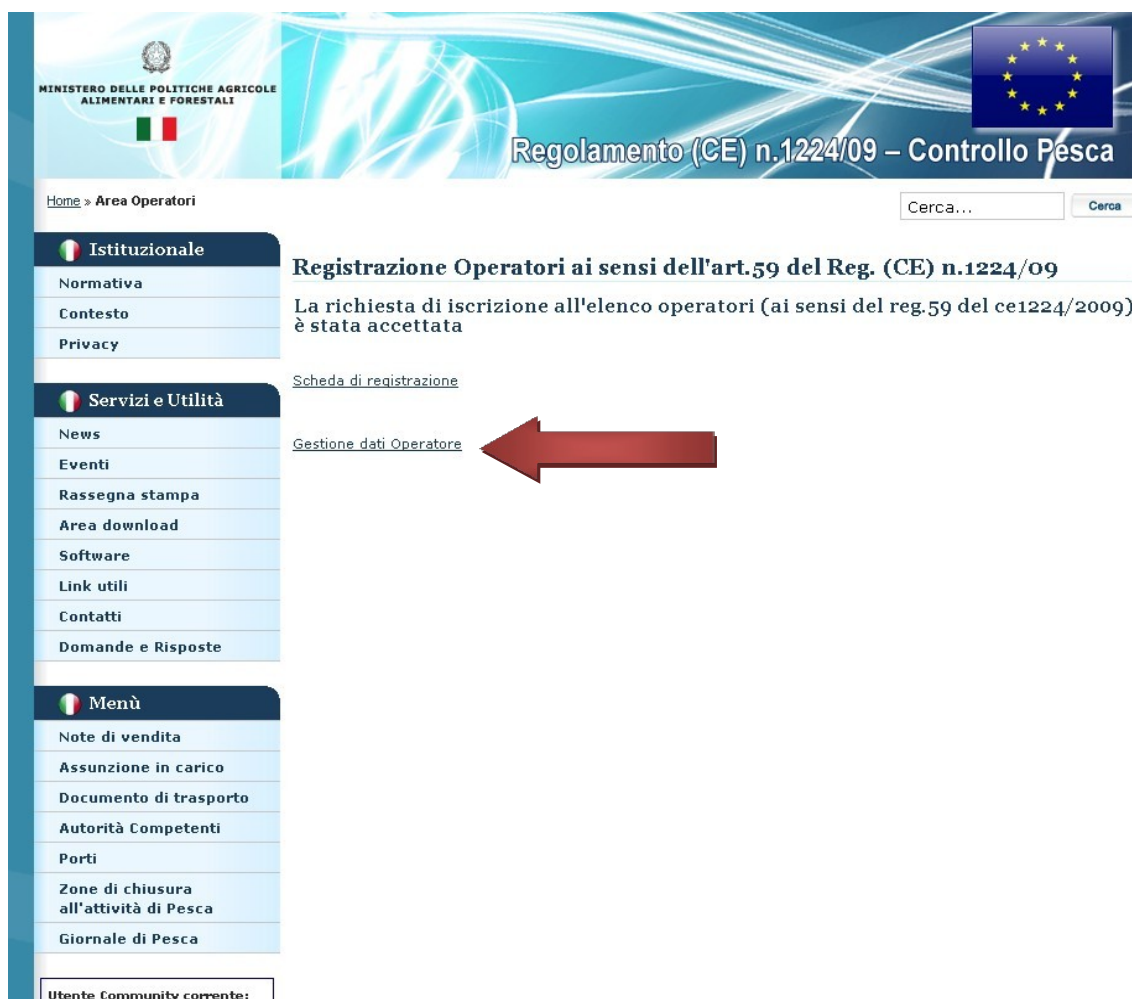 MINISTERO DELLE POLITICHE AGRICOLE
ALIMENTARI E FORESTALI
Regolamento (CE) n.1224/09 – Controllo Pesca
Home » Area Operatori
Cerca...
Cerca
Istituzionale
Normativa
Contesto
Privacy
Servizi e Utilità
News
Eventi
Rassegna stampa
Area download
Software
Link utili
Contatti
Domande e Risposte
Menù
Note di vendita
Assunzione in carico
Documento di trasporto
Autorità Competenti
Porti
Zone di chiusura
all'attività di Pesca
Giornale di Pesca
Utente Community corrente:
Registrazione Operatori ai sensi dell'art.59 del Reg. (CE) n.1224/09
La richiesta di iscrizione all'elenco operatori (ai sensi del reg.59 del ce1224/2009)
è stata accettata
Scheda di registrazione
Gestione dati Operatore